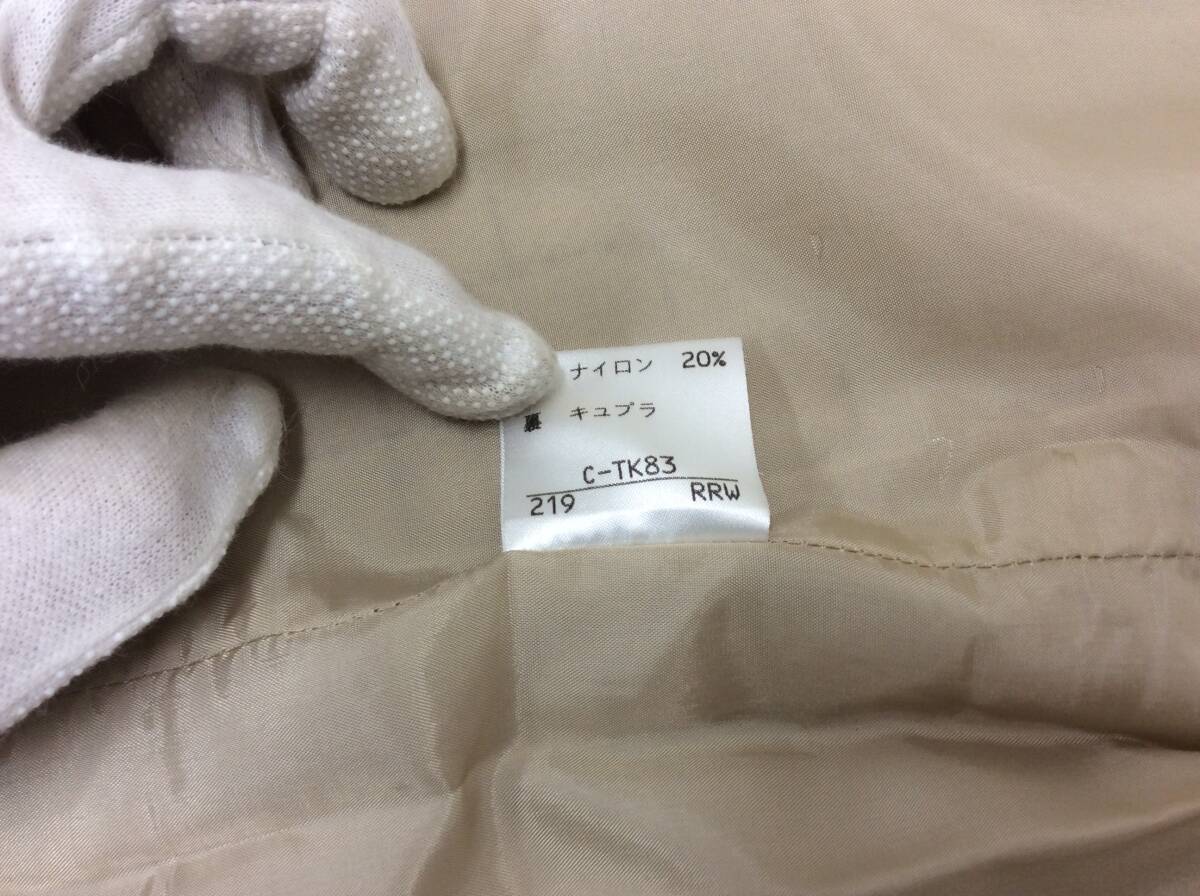 ナイロン 20%
裏 キュプラ
C-TK83
219 RRW